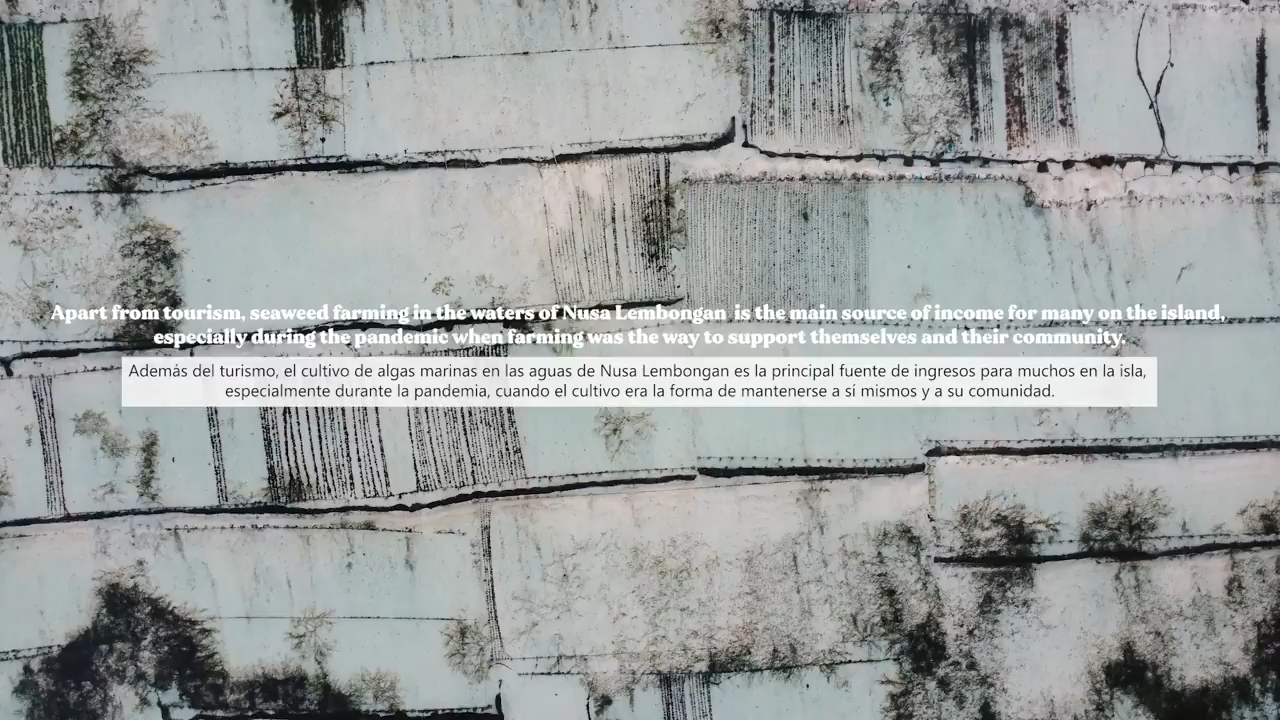 Apart from tourism, seaweed farming in the waters of Nusa Lembongan is the main source of income for many on the island,
especially during the pandemic when farming was the way to support themselves and their community.
Además del turismo, el cultivo de algas marinas en las aguas de Nusa Lembongan es la principal fuente de ingresos para muchos en la isla,
especialmente durante la pandemia, cuando el cultivo era la forma de mantenerse a sí mismos y a su comunidad.